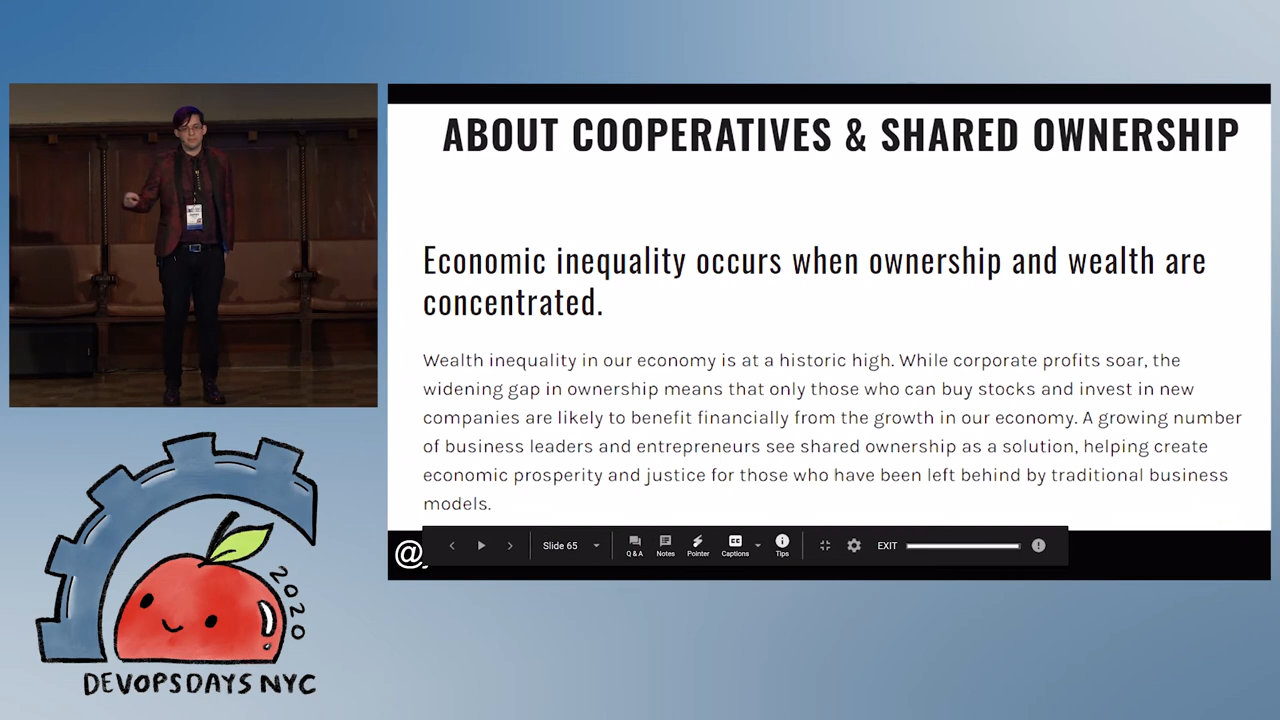 ABOUT COOPERATIVES & SHARED OWNERSHIP
Economic inequality occurs when ownership and wealth are
concentrated.
Wealth inequality in our economy is at a historic high. While corporate profits soar, the
widening gap in ownership means that only those who can buy stocks and invest in new
companies are likely to benefit financially from the growth in our economy. A growing number
of business leaders and entrepreneurs see shared ownership as a solution, helping create
economic prosperity and justice for those who have been left behind by traditional business
models.
@
Slide 65
Q & A
Notes
Pointer
CC
Captions
Tips
EXIT
2020
DEVOPSDAYS NYC